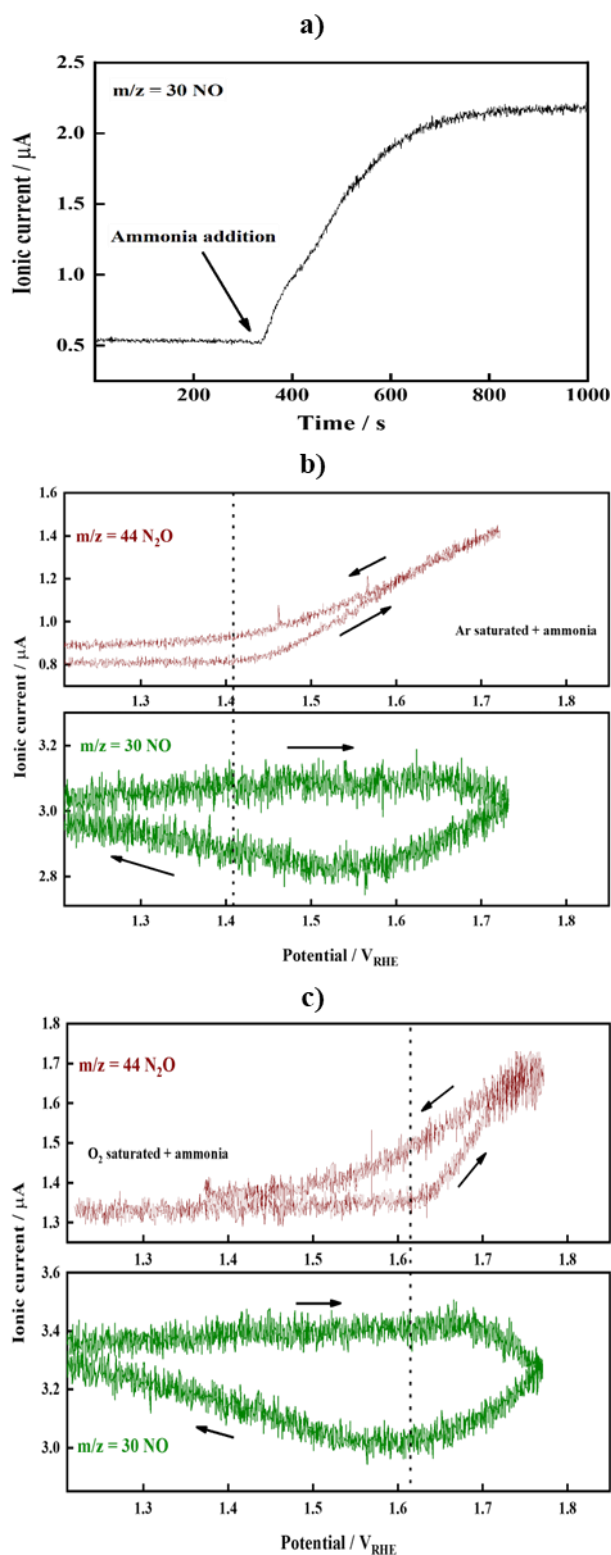 a)
m/z = 30 NO
Ammonia addition
Ionic current / µA
2.5
2.0
1.5
1.0
0.5
200 400 600 800 1000
Time / s
b)
1.6
1.4
1.2
1.0
0.8
m/z = 44 N₂O
Ar saturated + ammonia
1.3 1.4 1.5 1.6 1.7 1.8
Ionic current / µA
3.2
3.0
2.8
m/z = 30 NO
1.3 1.4 1.5 1.6 1.7 1.8
Potential / V_RHE
c)
1.8
1.7
1.6
1.5
1.4
1.3
m/z = 44 N₂O
O₂ saturated + ammonia
1.3 1.4 1.5 1.6 1.7 1.8
Ionic current / µA
3.6
3.4
3.2
3.0
m/z = 30 NO
1.3 1.4 1.5 1.6 1.7 1.8
Potential / V_RHE